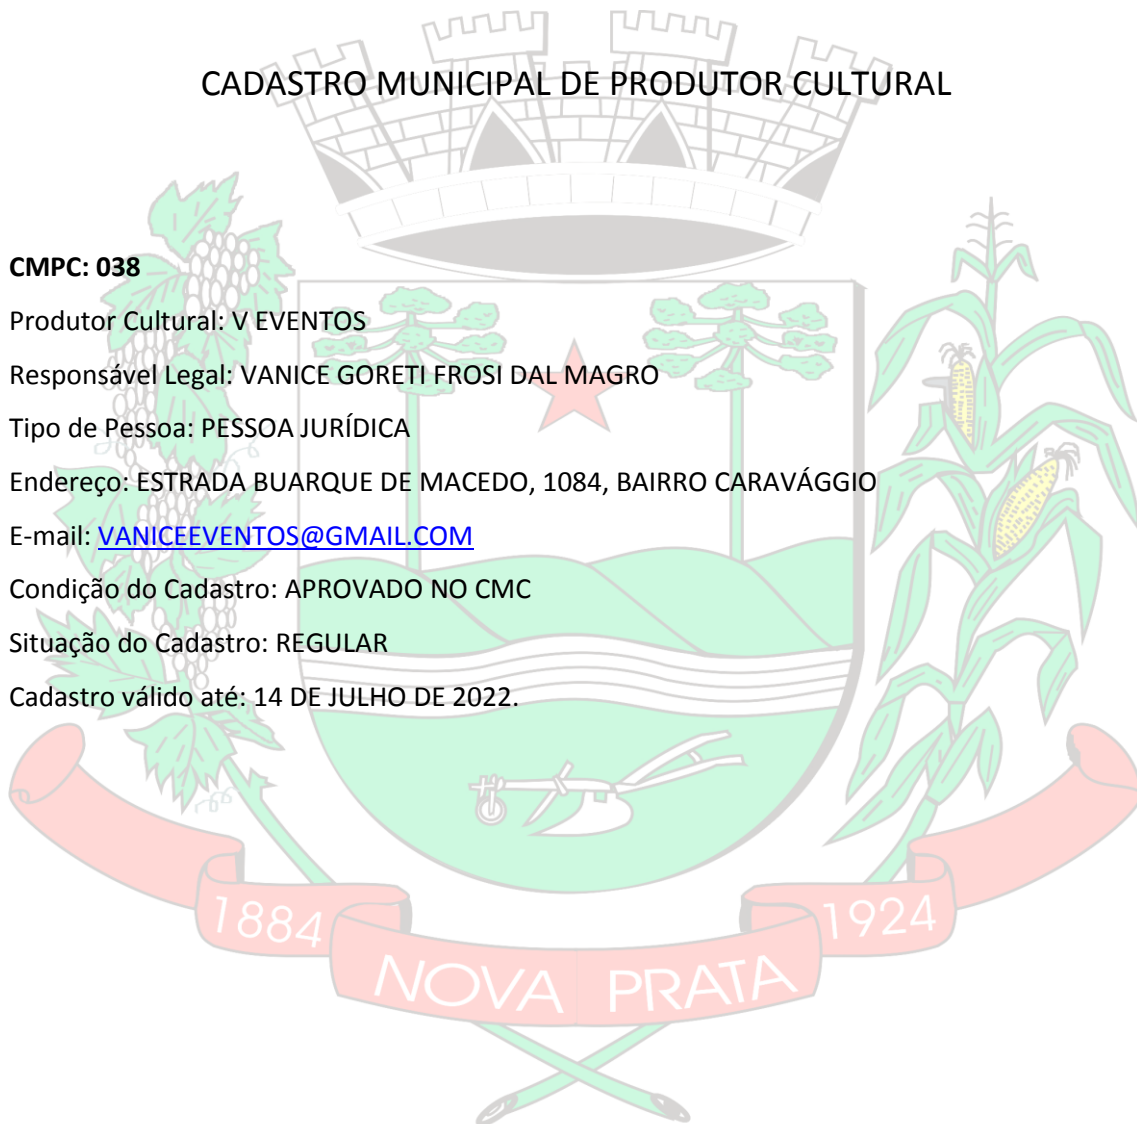 CADASTRO MUNICIPAL DE PRODUTOR CULTURAL
CMPC: 038
Produtor Cultural: V EVENTOS
Responsável Legal: VANICE GORETI FROSI DAL MAGRO
Tipo de Pessoa: PESSOA JURÍDICA
Endereço: ESTRADA BUARQUE DE MACEDO, 1084, BAIRRO CARAVÁGGIO
E-mail: VANICEEVENTOS@GMAIL.COM
Condição do Cadastro: APROVADO NO CMC
Situação do Cadastro: REGULAR
Cadastro válido até: 14 DE JULHO DE 2022.
1884
NOVA PRATA
1924